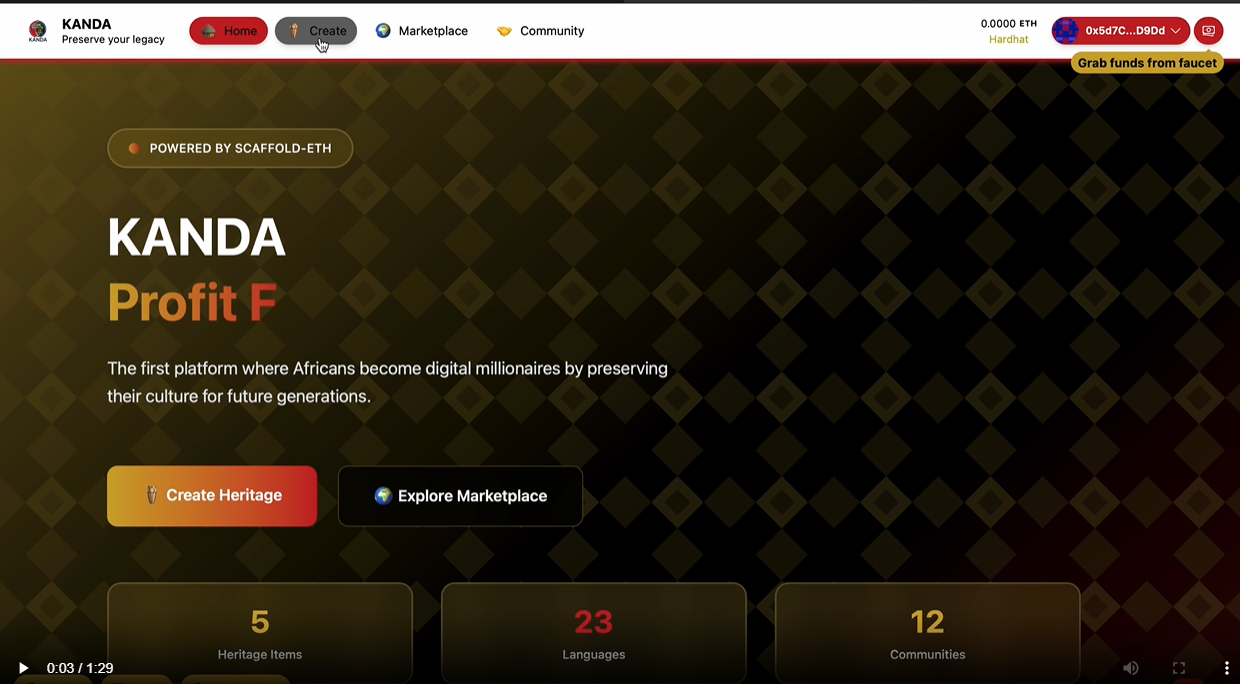 KANDA
Preserve your legacy
Home
Create
Marketplace
Community
0.0000 ETH
Hardhat
0x5d7C...D9Dd
Grab funds from faucet
POWERED BY SCAFFOLD-ETH
KANDA
Profit F
The first platform where Africans become digital millionaires by preserving
their culture for future generations.
Create Heritage
Explore Marketplace
5
Heritage Items
23
Languages
12
Communities
0:03 / 1:29